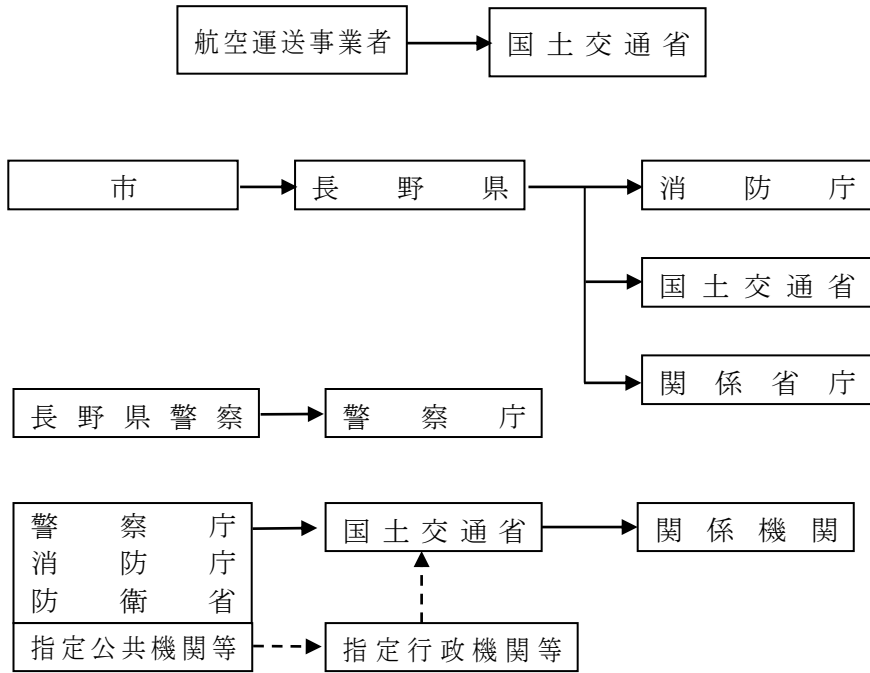 航空運送事業者
国土交通省
市
長野県
消防庁
国土交通省
関係省庁
長野県警察
警察庁
警察庁
消防庁
防衛省
指定公共機関等
国土交通省
関係機関
指定行政機関等